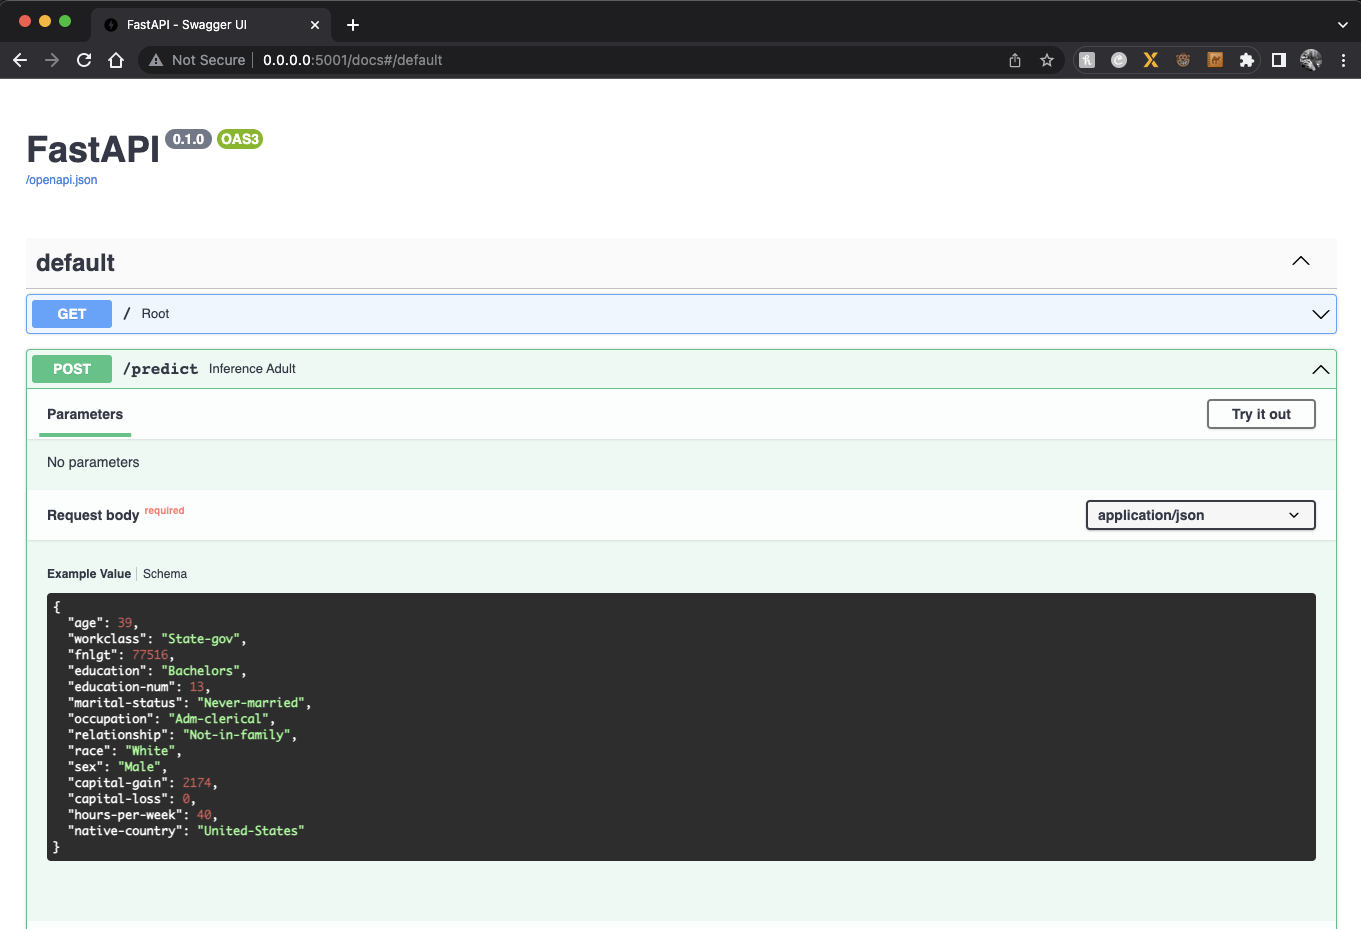 FastAPI - Swagger UI
Not Secure | 0.0.0.0:5001/docs#/default
FastAPI 0.1.0 OAS3
/openapi.json
default
GET / Root
POST /predict Inference Adult
Parameters Try it out
No parameters
Request body required application/json
Example Value | Schema
{
"age": 39,
"workclass": "State-gov",
"fnlgt": 77516,
"education": "Bachelors",
"education-num": 13,
"marital-status": "Never-married",
"occupation": "Adm-clerical",
"relationship": "Not-in-family",
"race": "White",
"sex": "Male",
"capital-gain": 2174,
"capital-loss": 0,
"hours-per-week": 40,
"native-country": "United-States"
}